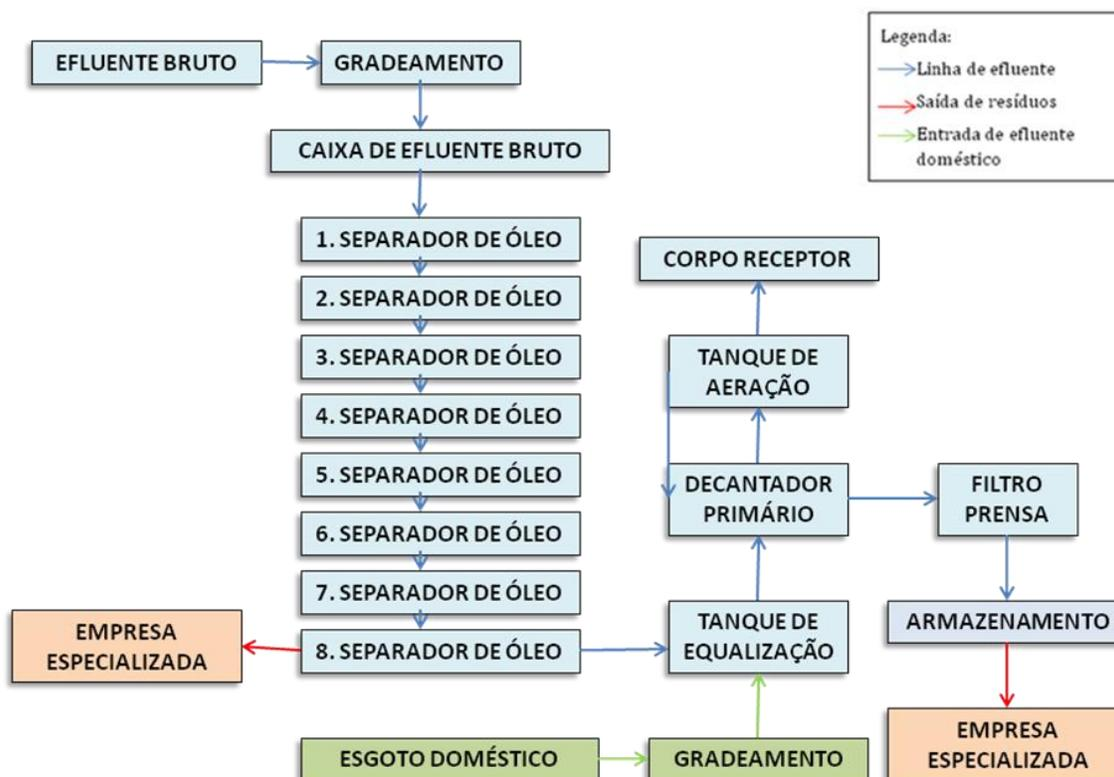 EFLUENTE BRUTO
GRADEAMENTO
CAIXA DE EFLUENTE BRUTO
1. SEPARADOR DE ÓLEO
2. SEPARADOR DE ÓLEO
3. SEPARADOR DE ÓLEO
4. SEPARADOR DE ÓLEO
5. SEPARADOR DE ÓLEO
6. SEPARADOR DE ÓLEO
7. SEPARADOR DE ÓLEO
8. SEPARADOR DE ÓLEO
EMPRESA
ESPECIALIZADA
ESGOTO DOMÉSTICO
GRADEAMENTO
TANQUE DE
EQUALIZAÇÃO
DECANTADOR
PRIMÁRIO
TANQUE DE
AERAÇÃO
CORPO RECEPTOR
FILTRO
PRENSA
ARMAZENAMENTO
EMPRESA
ESPECIALIZADA
Legenda:
Linha de efluente
Saída de resíduos
Entrada de efluente
doméstico